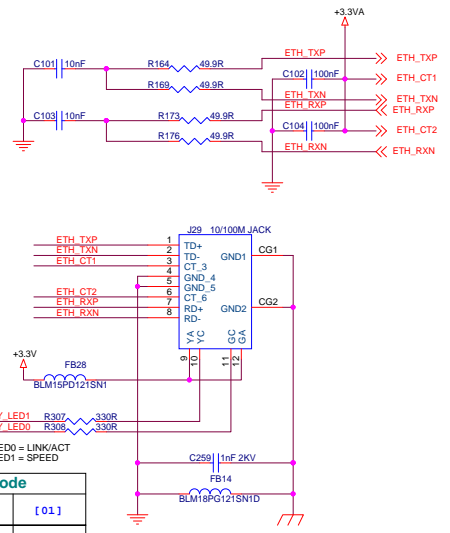 +3.3VA
ETH_TXP
C101 10nF R164 49.9R ETH_TXP
C102 100nF ETH_CT1
R169 49.9R ETH_TXN ETH_TXN
ETH_RXP ETH_RXP
C103 10nF R173 49.9R
C104 100nF ETH_CT2
R176 49.9R ETH_RXN ETH_RXN
J29 10/100M JACK
ETH_TXP 1 TD+
ETH_TXN 2 TD- GND1 CG1
ETH_CT1 3 CT_3
4 GND_4
5 GND_5
ETH_CT2 6 CT_6
ETH_RXP 7 RD+ GND2 CG2
ETH_RXN 8 RD-
YA YC GC GA
9 10 11 12
+3.3V
FB28
BLM15PD121SN1
Y_LED1 R307 330R
Y_LED0 R308 330R
ED0 = LINK/ACT
ED1 = SPEED
C259 1nF 2KV
FB14
BLM18PG121SN1D
ode
[01]